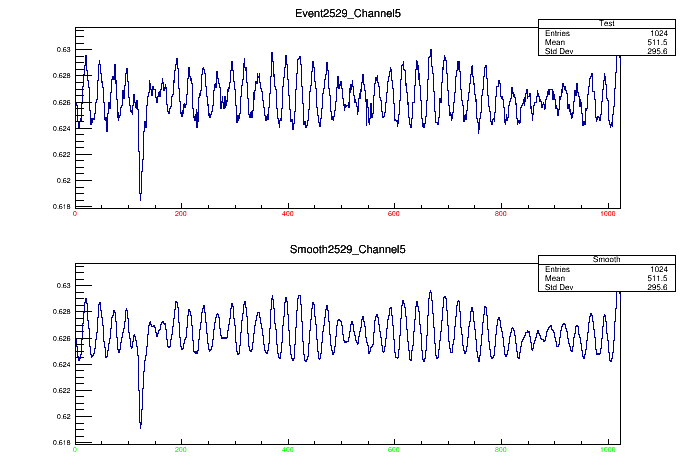 Event2529_Channel5
Test
Entries 1024
Mean 511.5
Std Dev 295.6
0.63
0.628
0.626
0.624
0.622
0.62
0.618
0 200 400 600 800 1000
Smooth2529_Channel5
Smooth
Entries 1024
Mean 511.5
Std Dev 295.6
0.63
0.628
0.626
0.624
0.622
0.62
0.618
0 200 400 600 800 1000